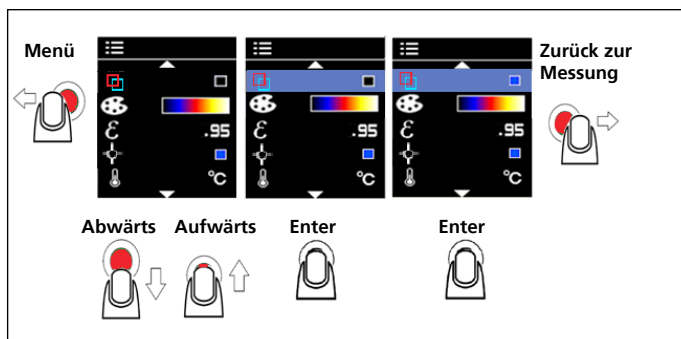 Menü
Zurück zur
Messung
ε
.95
°C
ε
.95
°C
ε
.95
°C
Abwärts
Aufwärts
Enter
Enter